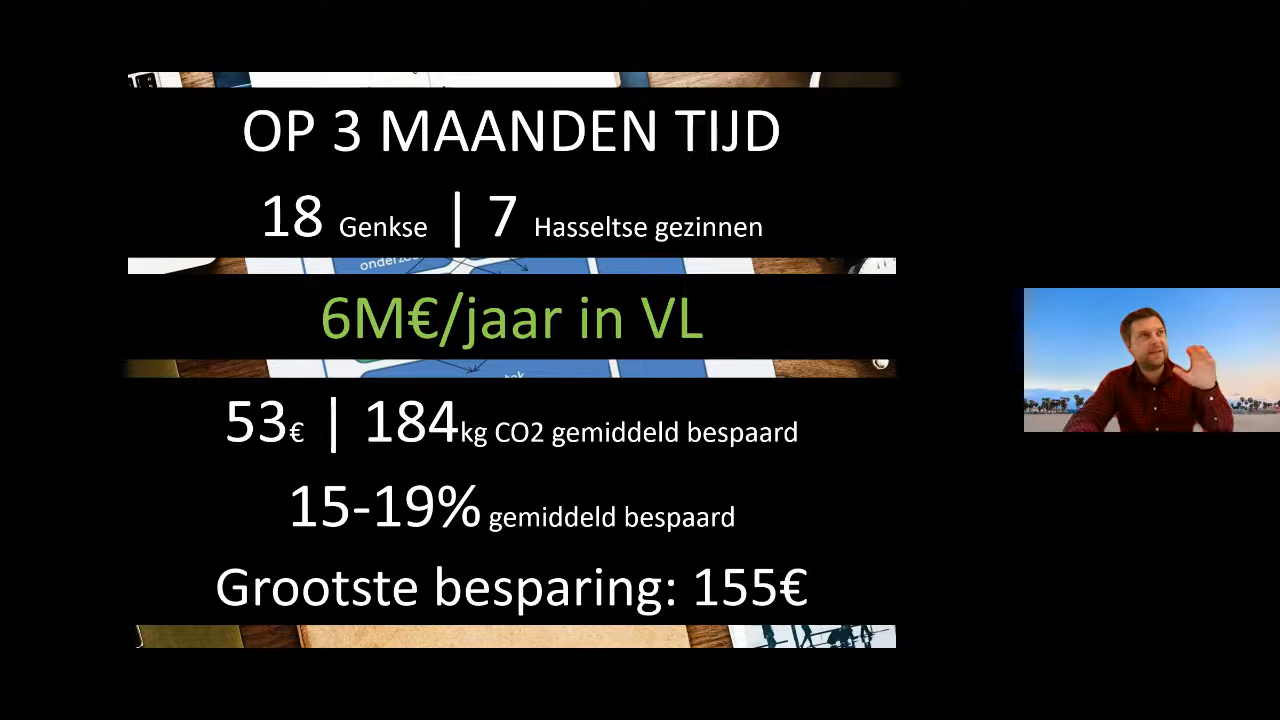 OP 3 MAANDEN TIJD
18 Genkse | 7 Hasseltse gezinnen
6M€/jaar in VL
53€ | 184kg CO2 gemiddeld bespaard
15-19% gemiddeld bespaard
Grootste besparing: 155€